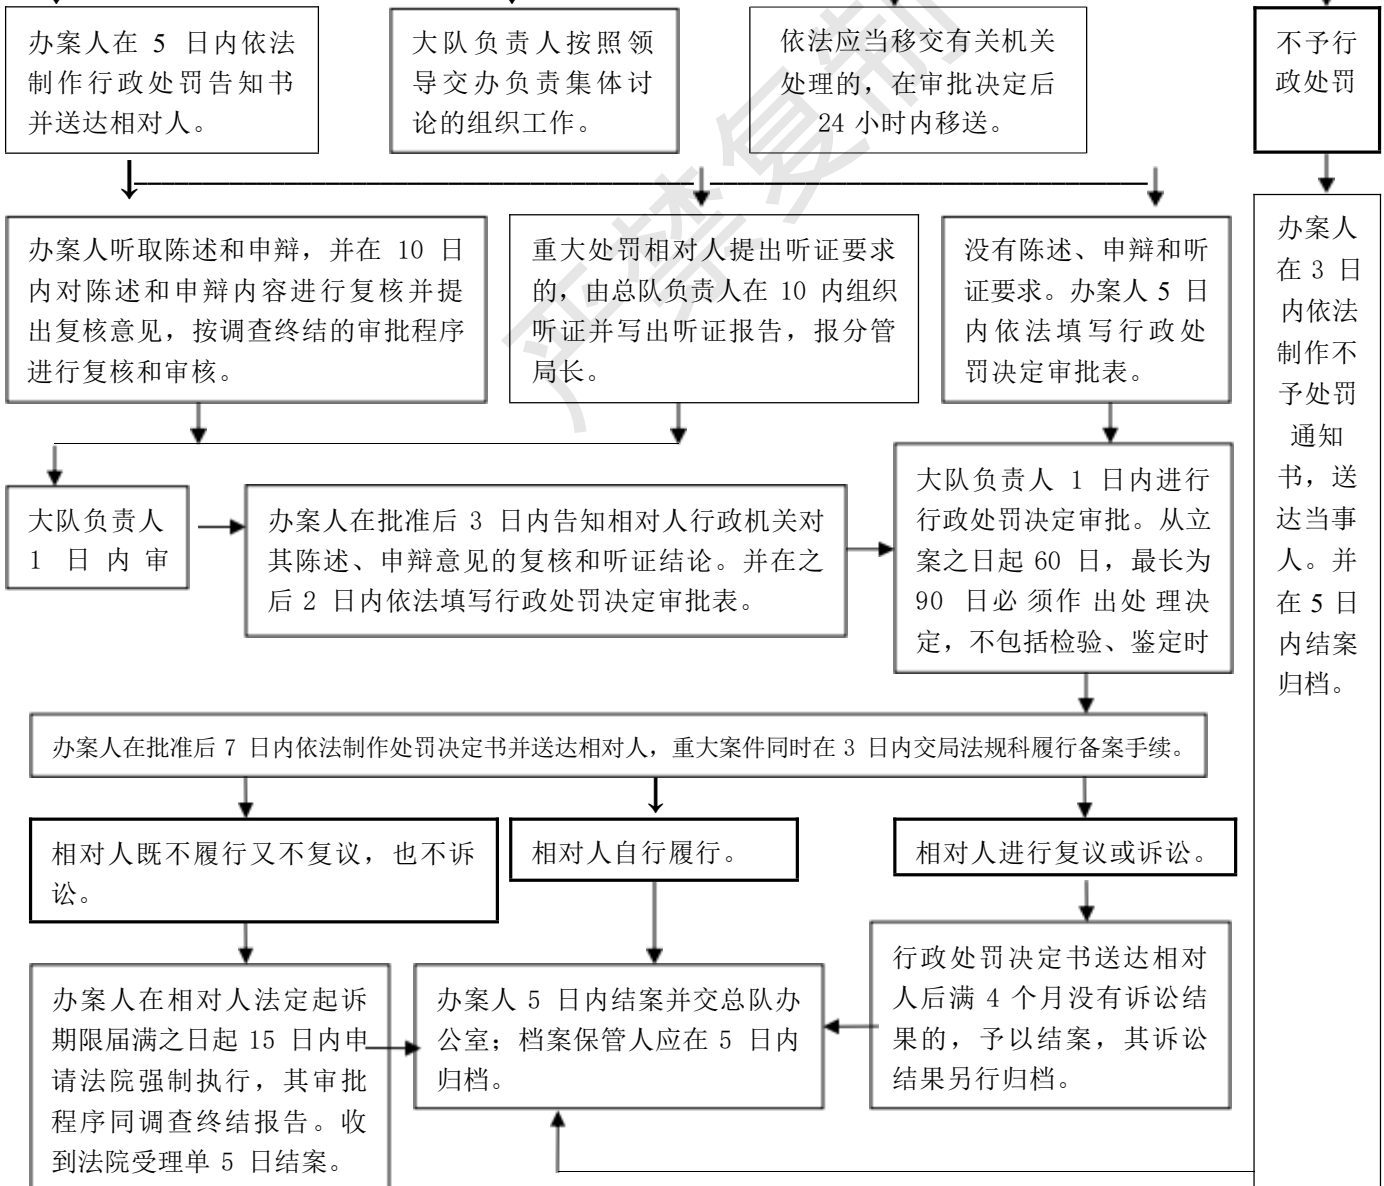 办案人在 5 日内依法
制作行政处罚告知书
并送达相对人。
大队负责人按照领
导交办负责集体讨
论的组织工作。
依法应当移交有关机关
处理的，在审批决定后
24 小时内移送。
不予行
政处罚
办案人听取陈述和申辩，并在 10 日
内对陈述和申辩内容进行复核并提
出复核意见，按调查终结的审批程序
进行复核和审核。
重大处罚相对人提出听证要求
的，由总队负责人在 10 内组织
听证并写出听证报告，报分管
局长。
没有陈述、申辩和听
证要求。办案人 5 日
内依法填写行政处
罚决定审批表。
办案人
在 3 日
内依法
制作不
予处罚
通知
书，送
达当事
人。并
在 5 日
内结案
归档。
大队负责人
1 日内审
办案人在批准后 3 日内告知相对人行政机关对
其陈述、申辩意见的复核和听证结论。并在之
后 2 日内依法填写行政处罚决定审批表。
大队负责人 1 日内进行
行政处罚决定审批。从立
案之日起 60 日，最长为
90 日必须作出处理决
定，不包括检验、鉴定时
办案人在批准后 7 日内依法制作处罚决定书并送达相对人，重大案件同时在 3 日内交局法规科履行备案手续。
相对人既不履行又不复议，也不诉
讼。
相对人自行履行。
相对人进行复议或诉讼。
办案人在相对人法定起诉
期限届满之日起 15 日内申
请法院强制执行，其审批
程序同调查终结报告。收
到法院受理单 5 日结案。
办案人 5 日内结案并交总队办
公室；档案保管人应在 5 日内
归档。
行政处罚决定书送达相对
人后满 4 个月没有诉讼结
果的，予以结案，其诉讼
结果另行归档。
严禁复制